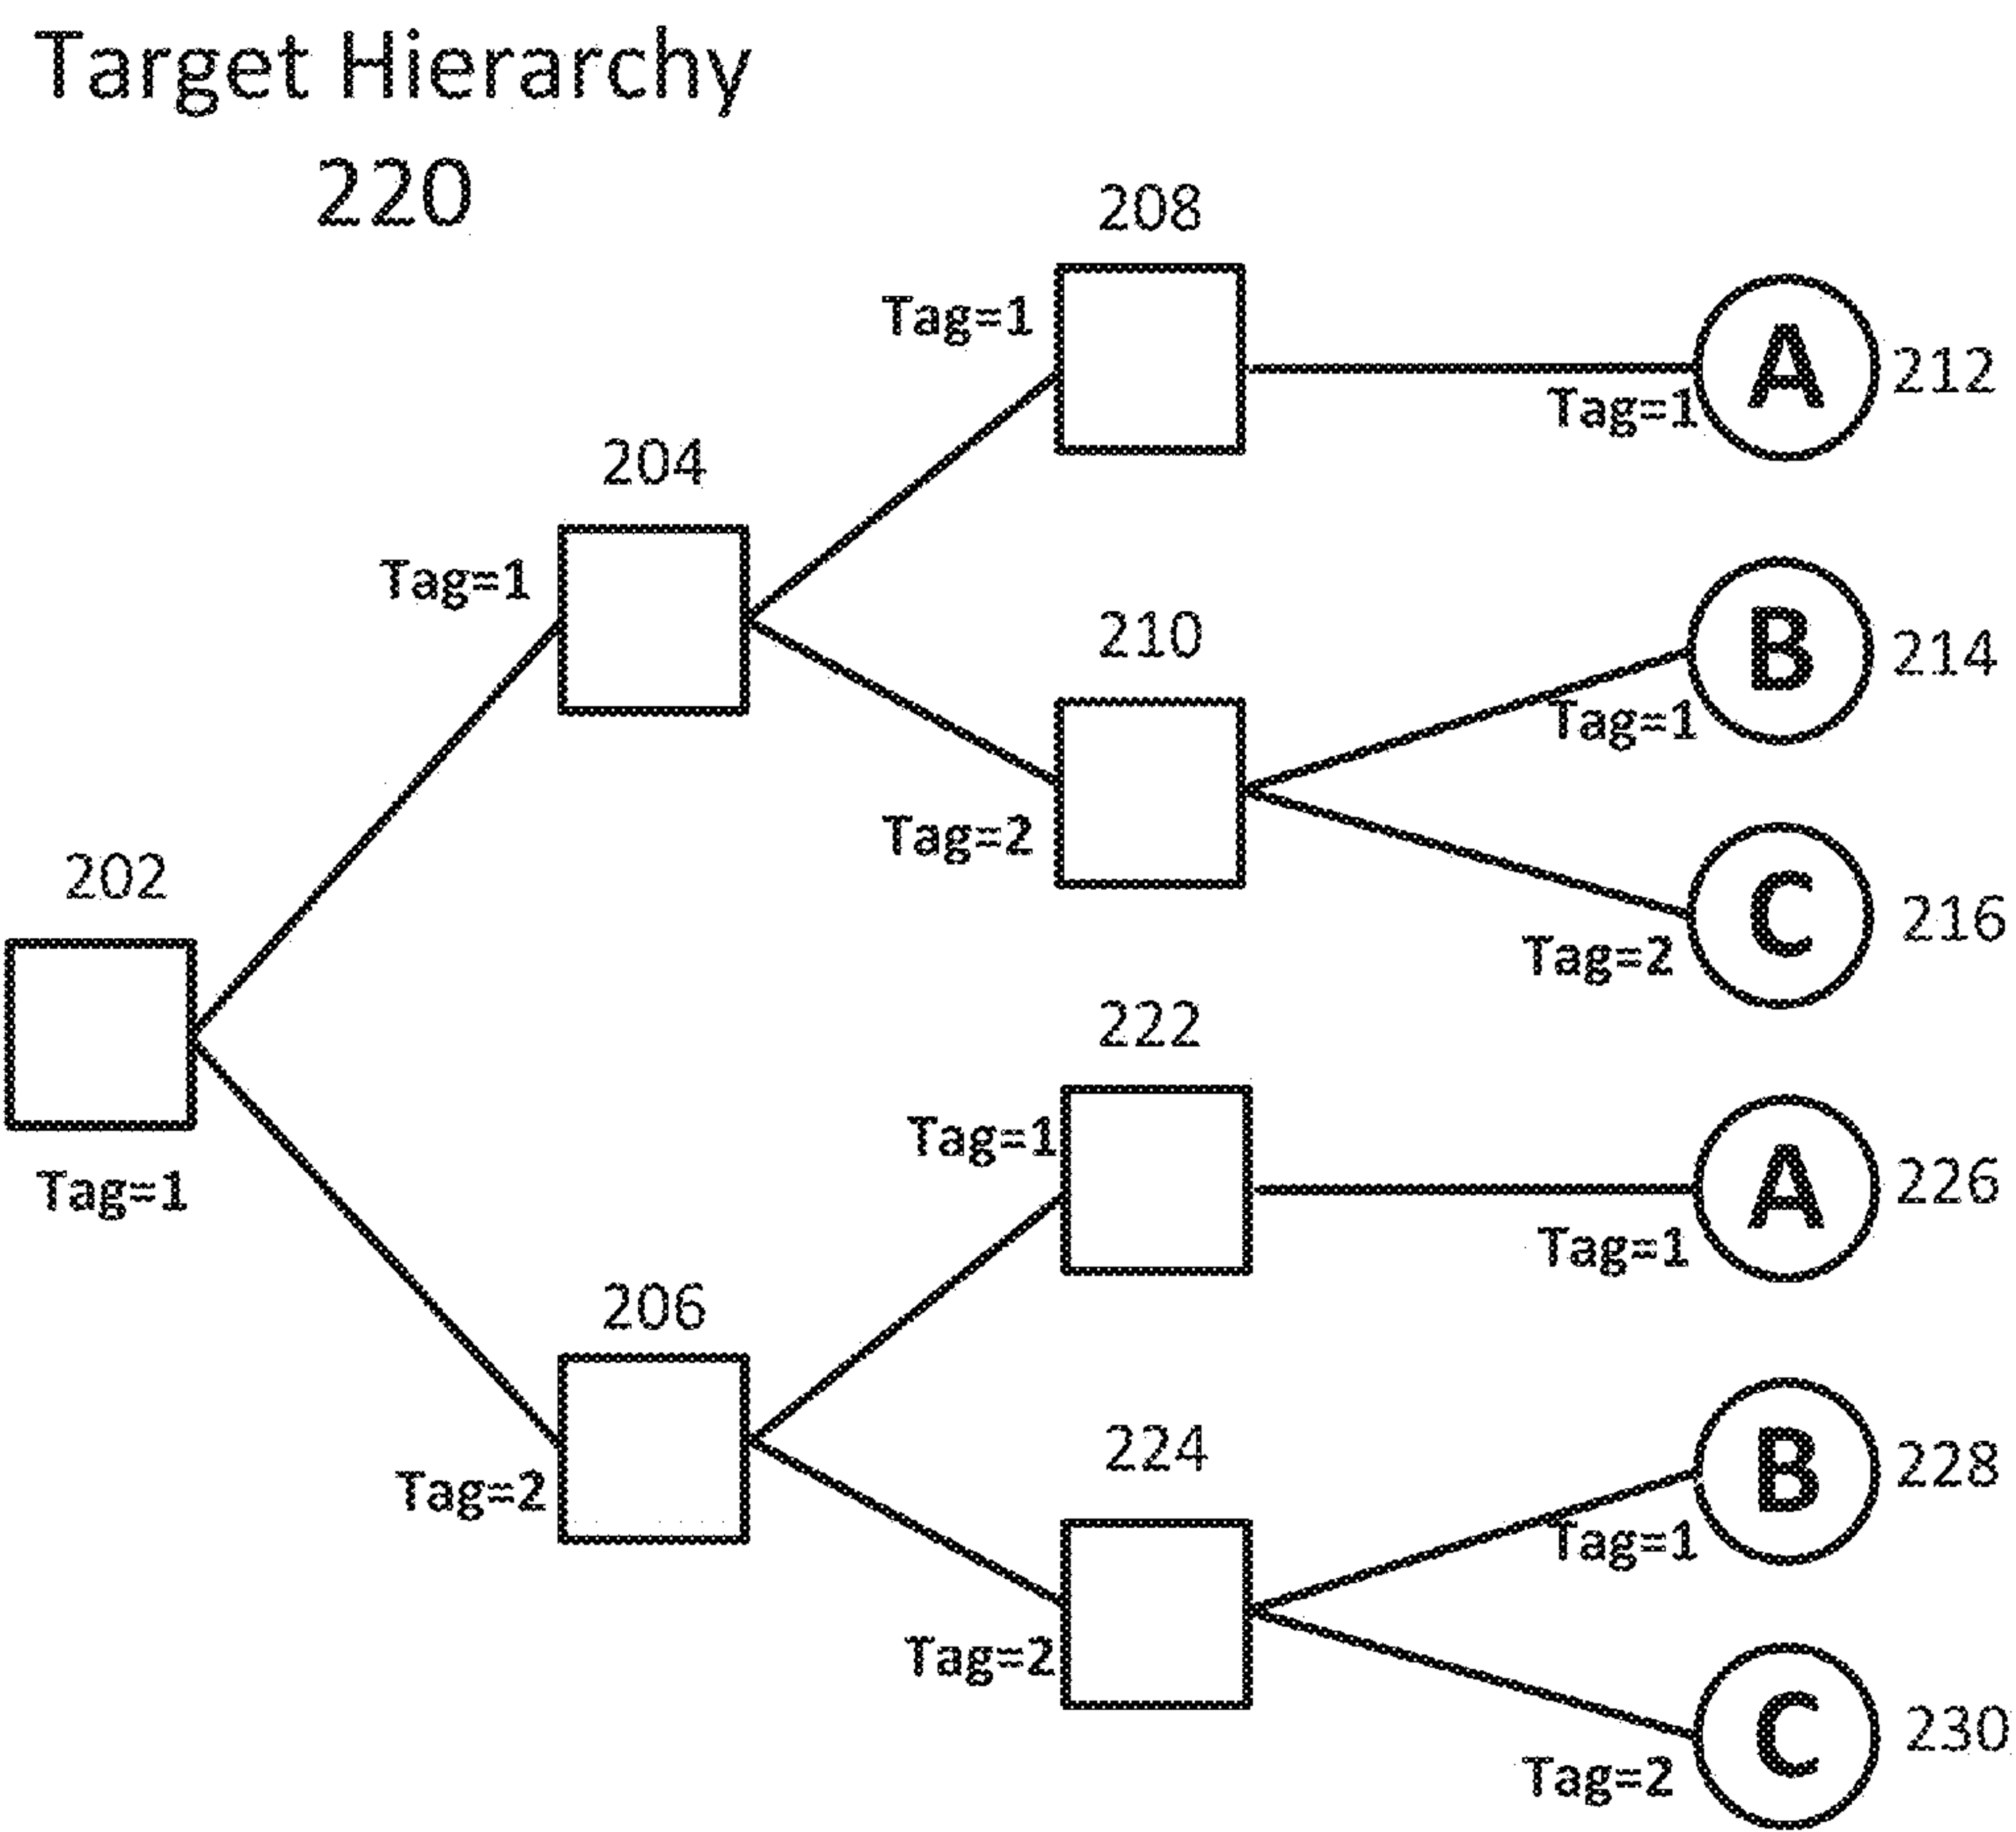 Target Hierarchy
220
208
Tag=1
A
212
Tag=1
204
Tag=1
210
B
214
Tag=1
Tag=2
202
C
216
Tag=2
222
Tag=1
A
226
Tag=1
Tag=1
206
224
B
228
Tag=2
Tag=1
Tag=2
C
230
Tag=2